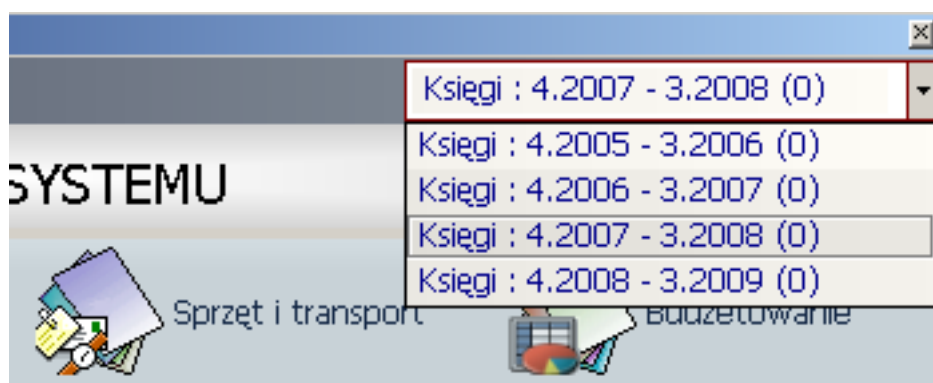 Księgi : 4.2007 - 3.2008 (0)
Księgi : 4.2005 - 3.2006 (0)
SYSTEMU
Księgi : 4.2006 - 3.2007 (0)
Księgi : 4.2007 - 3.2008 (0)
Księgi : 4.2008 - 3.2009 (0)
Sprzęt i transport
Budżetowanie